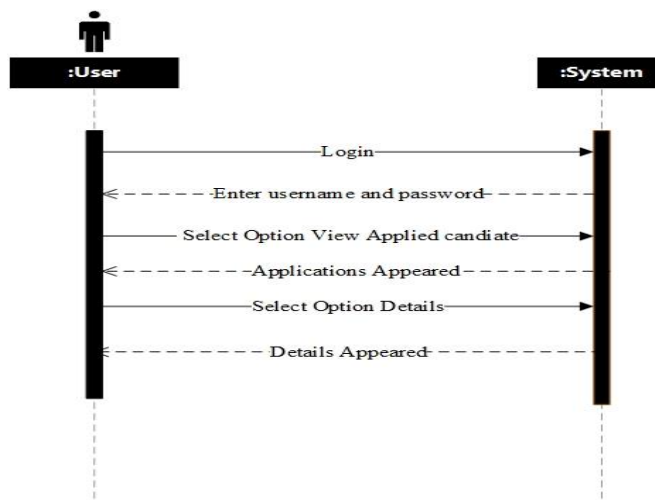 :User
:System
Login
Enter username and password
Select Option View Applied candiate
Applications Appeared
Select Option Details
Details Appeared